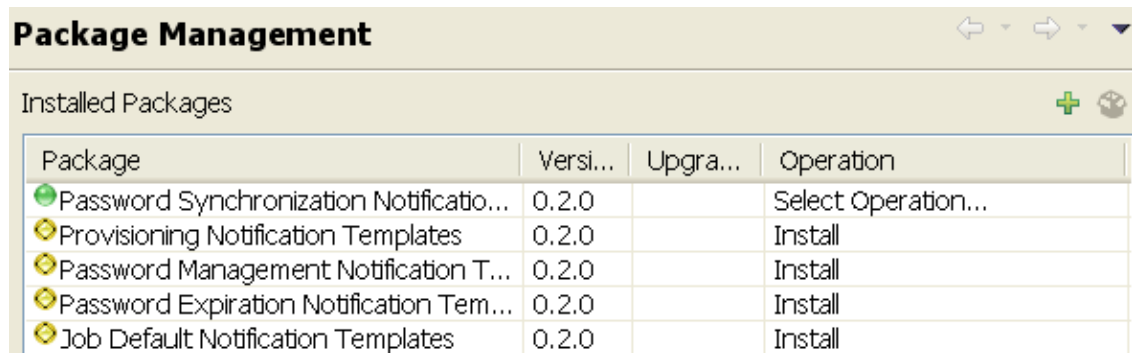 Package Management
Installed Packages
Package Versi... Upgra... Operation
Password Synchronization Notificatio... 0.2.0 Select Operation...
Provisioning Notification Templates 0.2.0 Install
Password Management Notification T... 0.2.0 Install
Password Expiration Notification Tem... 0.2.0 Install
Job Default Notification Templates 0.2.0 Install